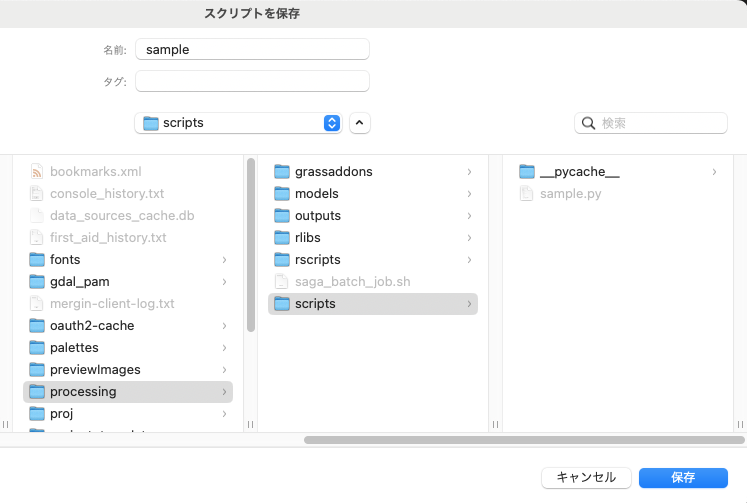 スクリプトを保存
名前: sample
タグ:
scripts
検索
bookmarks.xml
console_history.txt
data_sources_cache.db
first_aid_history.txt
fonts
gdal_pam
mergin-client-log.txt
oauth2-cache
palettes
previewImages
processing
proj
grassaddons
models
outputs
rlibs
rscripts
saga_batch_job.sh
scripts
__pycache__
sample.py
キャンセル
保存